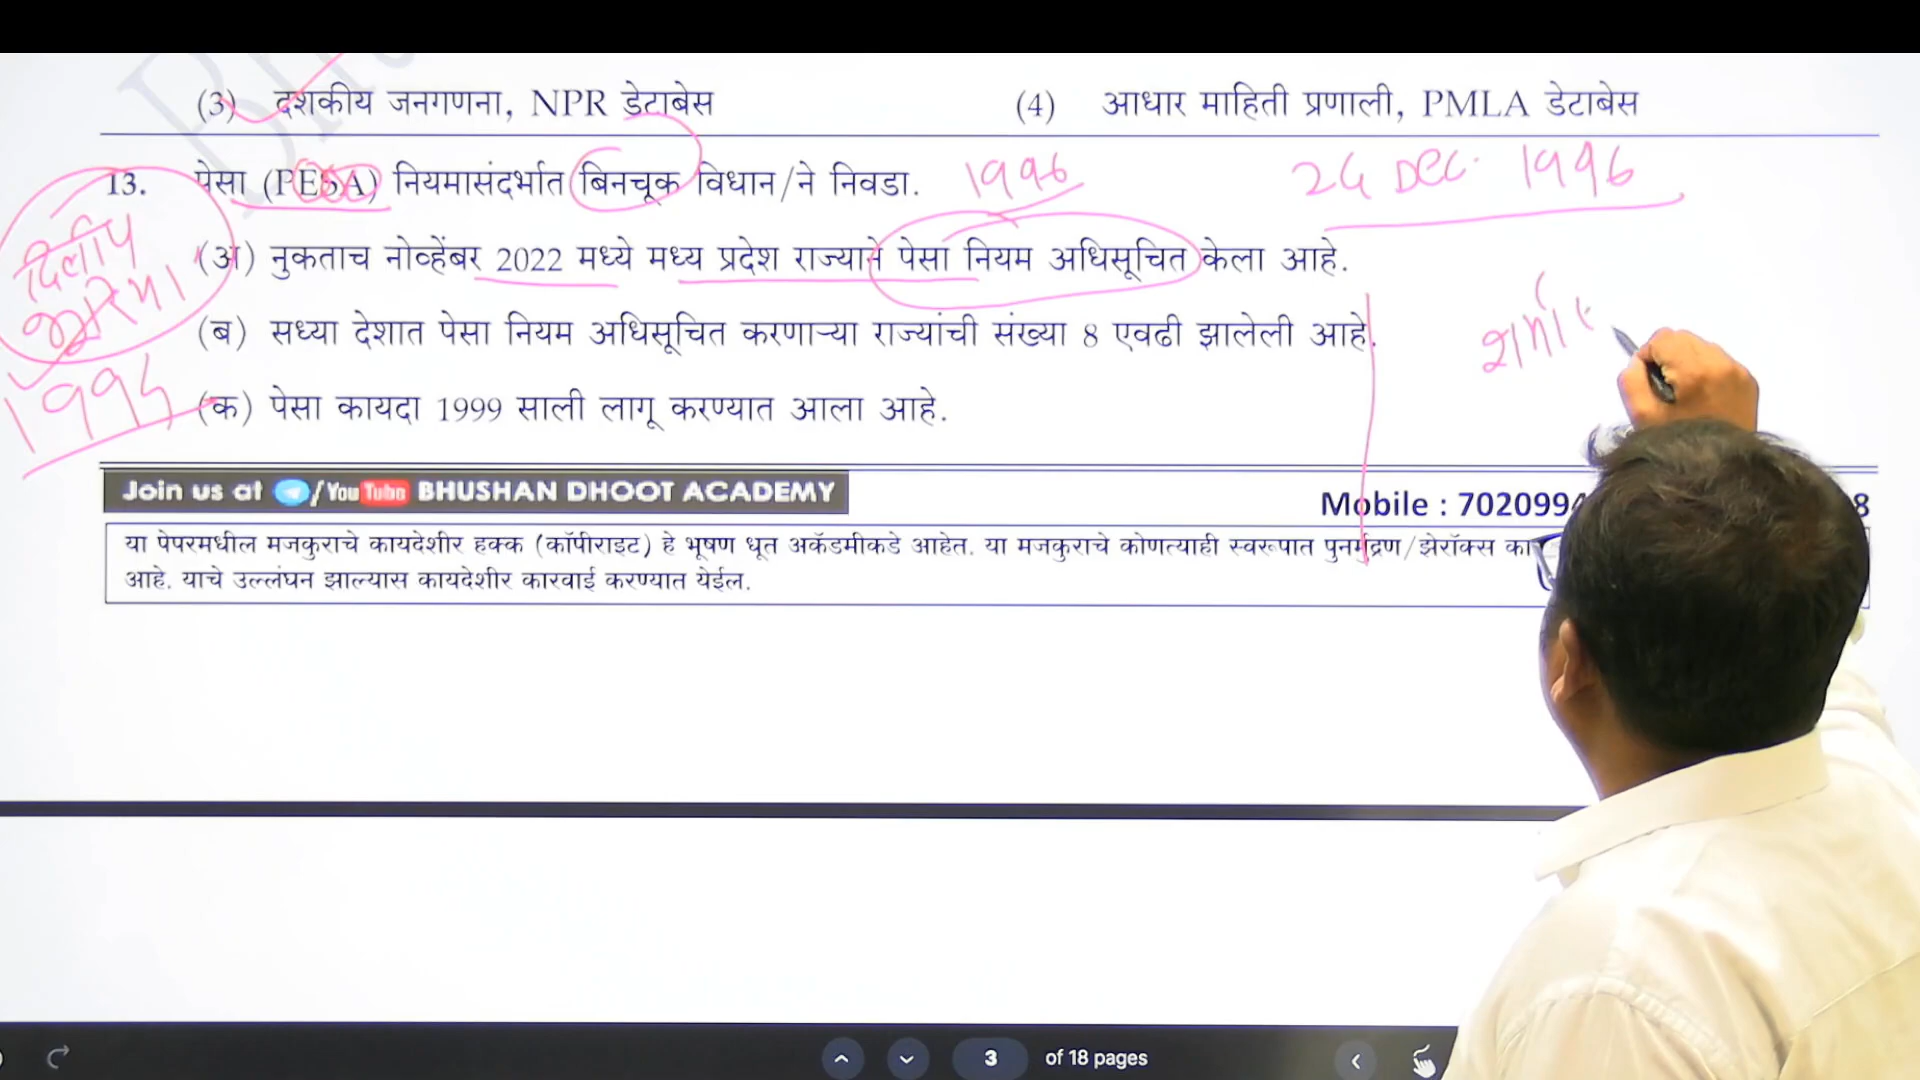 (3) दशकीय जनगणना, NPR डेटाबेस
(4) आधार माहिती प्रणाली, PMLA डेटाबेस
13. पेसा (PESA) नियमासंदर्भात बिनचूक विधान/ने निवडा. 1996
24 DEC. 1996
(अ) नुकताच नोव्हेंबर 2022 मध्ये मध्य प्रदेश राज्याने पेसा नियम अधिसूचित केला आहे.
दिलीप
(ब) सध्या देशात पेसा नियम अधिसूचित करणाऱ्या राज्यांची संख्या 8 एवढी झालेली आहे.
(क) पेसा कायदा 1999 साली लागू करण्यात आला आहे.
Join us at /YouTube BHUSHAN DHOOT ACADEMY
Mobile : 702099
8
या पेपरमधील मजकुराचे कायदेशीर हक्क (कॉपीराइट) हे भूषण धूत अकॅडमीकडे आहेत. या मजकुराचे कोणत्याही स्वरूपात पुनर्मुद्रण/झेरॉक्स का
आहे. याचे उल्लंघन झाल्यास कायदेशीर कारवाई करण्यात येईल.
3 of 18 pages